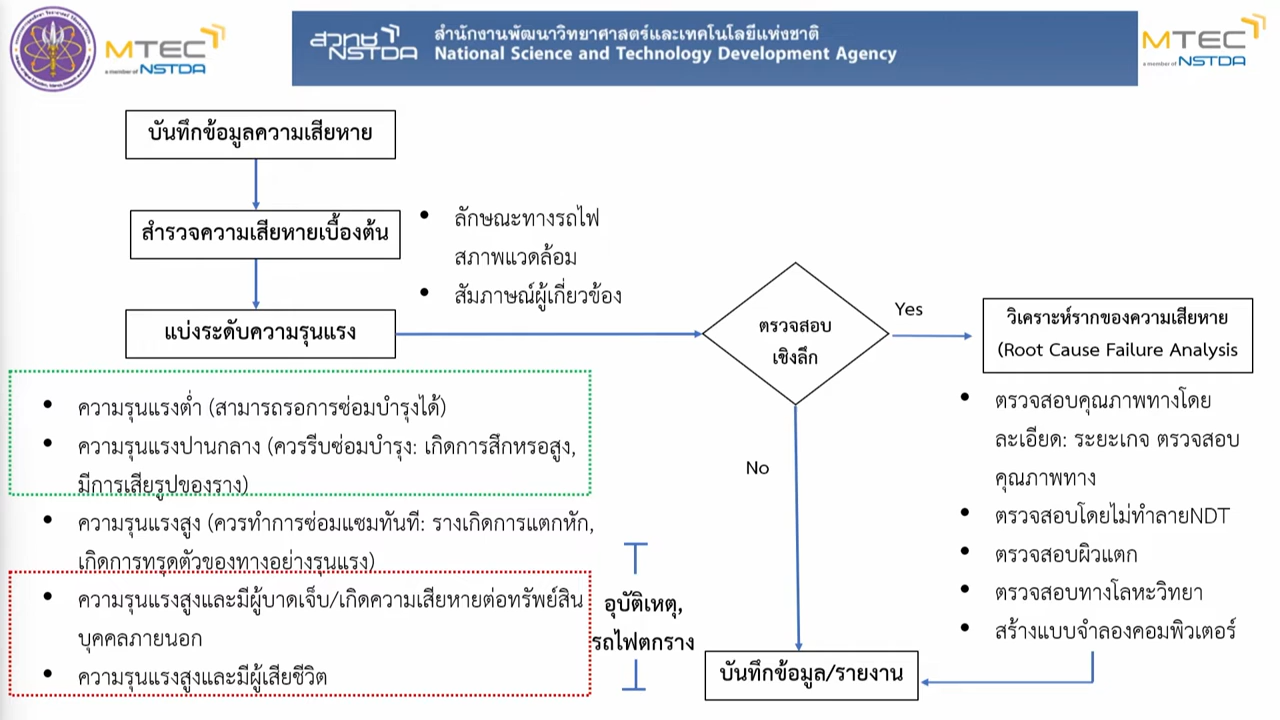 MTEC
a member of NSTDA
สวทช
NSTDA
สำนักงานพัฒนาวิทยาศาสตร์และเทคโนโลยีแห่งชาติ
National Science and Technology Development Agency
MTEC
a member of NSTDA
บันทึกข้อมูลความเสียหาย
สำรวจความเสียหายเบื้องต้น
• ลักษณะทางรถไฟ
สภาพแวดล้อม
• สัมภาษณ์ผู้เกี่ยวข้อง
แบ่งระดับความรุนแรง
ตรวจสอบ
เชิงลึก
Yes
วิเคราะห์รากของความเสียหาย
(Root Cause Failure Analysis
No
• ความรุนแรงต่ำ (สามารถรอการซ่อมบำรุงได้)
• ความรุนแรงปานกลาง (ควรรีบซ่อมบำรุง: เกิดการสึกหรอสูง,
มีการเสียรูปของราง)
• ความรุนแรงสูง (ควรทำการซ่อมแซมทันที: รางเกิดการแตกหัก,
เกิดการทรุดตัวของทางอย่างรุนแรง)
• ความรุนแรงสูงและมีผู้บาดเจ็บ/เกิดความเสียหายต่อทรัพย์สิน
บุคคลภายนอก
• ความรุนแรงสูงและมีผู้เสียชีวิต
อุบัติเหตุ,
รถไฟตกราง
• ตรวจสอบคุณภาพทางโดย
ละเอียด: ระยะเกจ ตรวจสอบ
คุณภาพทาง
• ตรวจสอบโดยไม่ทำลายNDT
• ตรวจสอบผิวแตก
• ตรวจสอบทางโลหะวิทยา
• สร้างแบบจำลองคอมพิวเตอร์
บันทึกข้อมูล/รายงาน